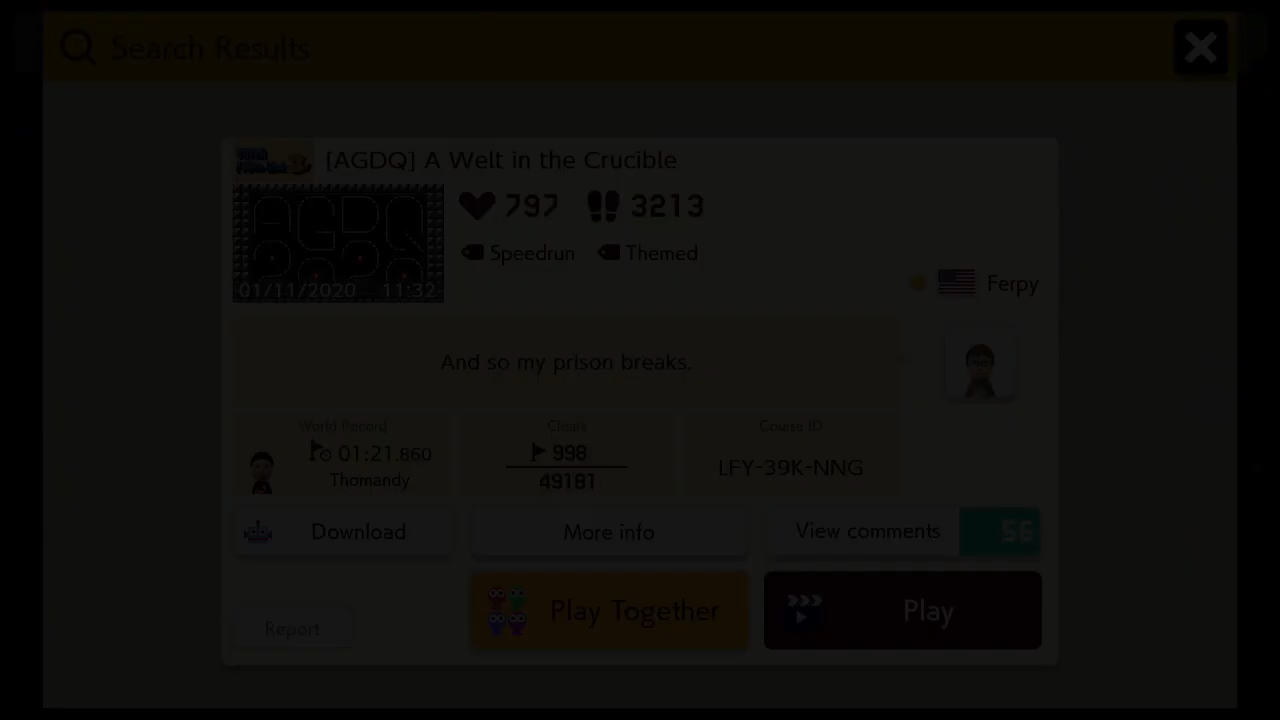 Search Results
[AGDQ] A Welt in the Crucible
797 3213
Speedrun Themed
01/11/2020 11:32
Ferpy
And so my prison breaks.
World Record
01:21.860
Thomandy
Clears
998
49181
Course ID
LFY-39K-NNG
Download
More info
View comments 56
Report
Play Together
Play